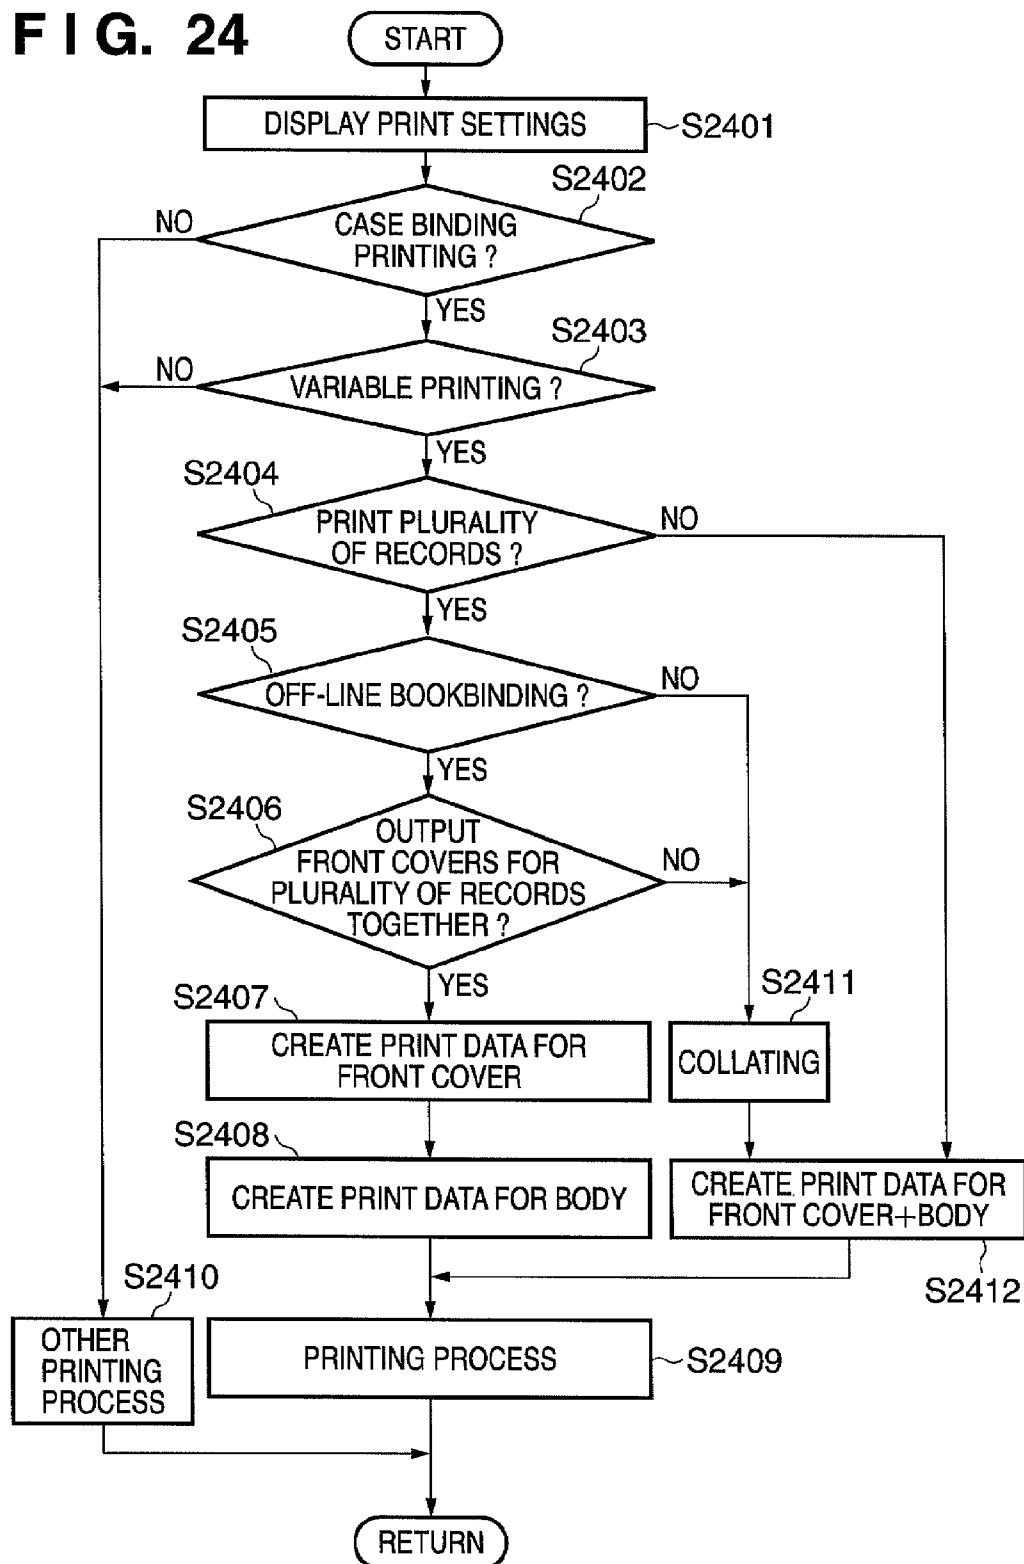 FIG. 24
START
DISPLAY PRINT SETTINGS
S2401
S2402
NO
CASE BINDING
PRINTING ?
YES
S2403
NO
VARIABLE PRINTING ?
YES
S2404
PRINT PLURALITY
OF RECORDS ?
NO
YES
S2405
OFF-LINE BOOKBINDING ?
NO
YES
S2406
OUTPUT
FRONT COVERS FOR
PLURALITY OF RECORDS
TOGETHER ?
NO
YES
S2407
CREATE PRINT DATA FOR
FRONT COVER
S2411
COLLATING
S2408
CREATE PRINT DATA FOR BODY
CREATE PRINT DATA FOR
FRONT COVER+BODY
S2412
S2410
OTHER
PRINTING
PROCESS
PRINTING PROCESS
S2409
RETURN